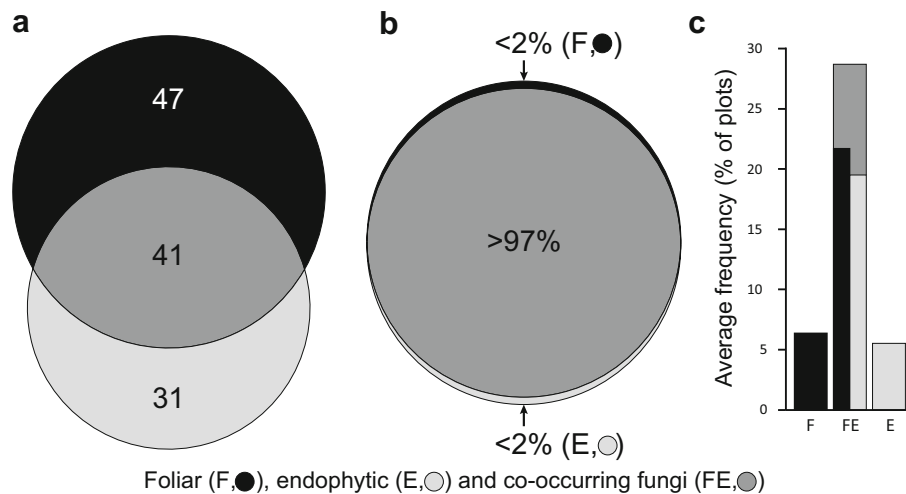 a
47
41
31
b
<2% (F,●)
>97%
<2% (E,●)
c
Average frequency (% of plots)
30
25
20
15
10
5
0
F FE E
Foliar (F,●), endophytic (E,●) and co-occurring fungi (FE,●)